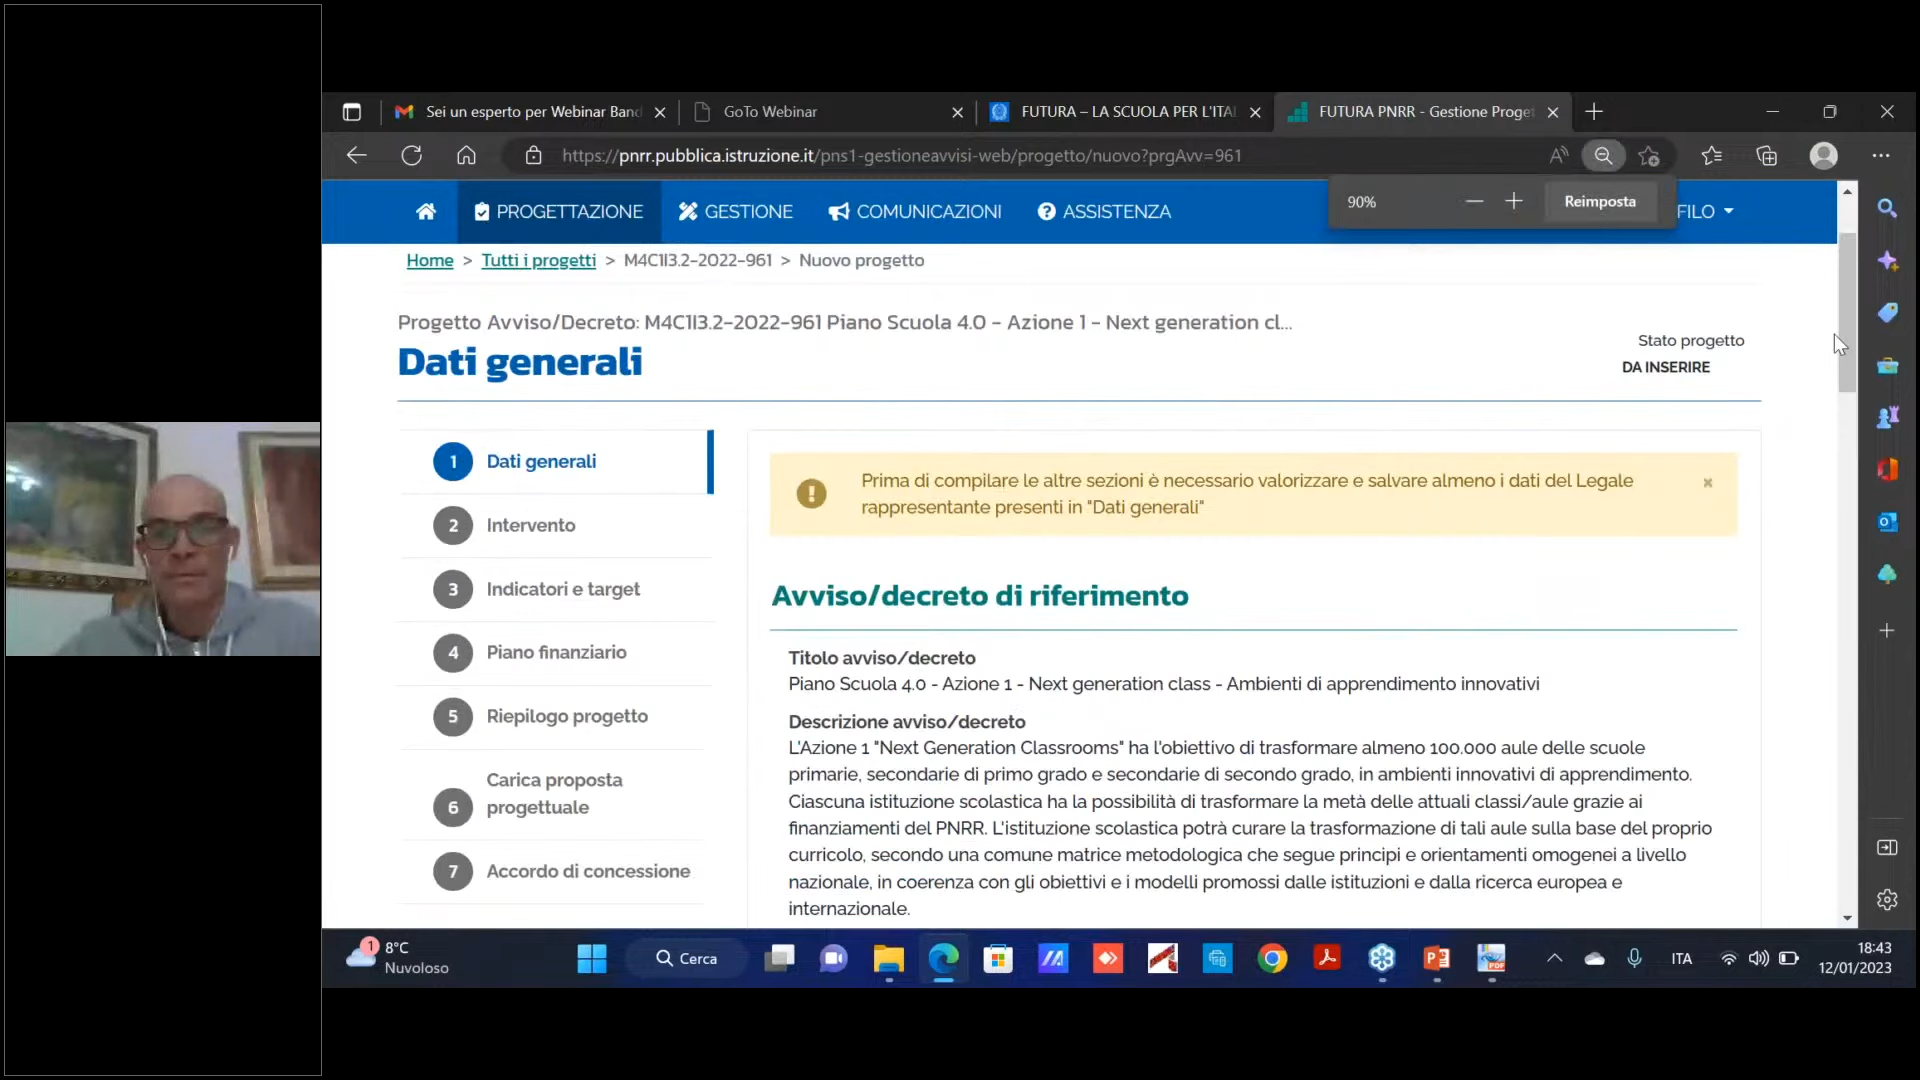 Sei un esperto per Webinar Band
GoTo Webinar
FUTURA – LA SCUOLA PER L'ITAL
FUTURA PNRR - Gestione Proget
https://pnrr.pubblica.istruzione.it/pns1-gestioneavvisi-web/progetto/nuovo?prgAvv=961
90%
Reimposta
PROGETTAZIONE
GESTIONE
COMUNICAZIONI
ASSISTENZA
FILO
Home > Tutti i progetti > M4C1I3.2-2022-961 > Nuovo progetto
Progetto Avviso/Decreto: M4C1I3.2-2022-961 Piano Scuola 4.0 - Azione 1 - Next generation cl...
Dati generali
Stato progetto
DA INSERIRE
1 Dati generali
2 Intervento
3 Indicatori e target
4 Piano finanziario
5 Riepilogo progetto
6 Carica proposta
progettuale
7 Accordo di concessione
Prima di compilare le altre sezioni è necessario valorizzare e salvare almeno i dati del Legale
rappresentante presenti in "Dati generali"
Avviso/decreto di riferimento
Titolo avviso/decreto
Piano Scuola 4.0 - Azione 1 - Next generation class - Ambienti di apprendimento innovativi
Descrizione avviso/decreto
L'Azione 1 "Next Generation Classrooms" ha l'obiettivo di trasformare almeno 100.000 aule delle scuole
primarie, secondarie di primo grado e secondarie di secondo grado, in ambienti innovativi di apprendimento.
Ciascuna istituzione scolastica ha la possibilità di trasformare la metà delle attuali classi/aule grazie ai
finanziamenti del PNRR. L'istituzione scolastica potrà curare la trasformazione di tali aule sulla base del proprio
curricolo, secondo una comune matrice metodologica che segue principi e orientamenti omogenei a livello
nazionale, in coerenza con gli obiettivi e i modelli promossi dalle istituzioni e dalla ricerca europea e
internazionale.
1
8°C
Nuvoloso
Cerca
ITA
18:43
12/01/2023